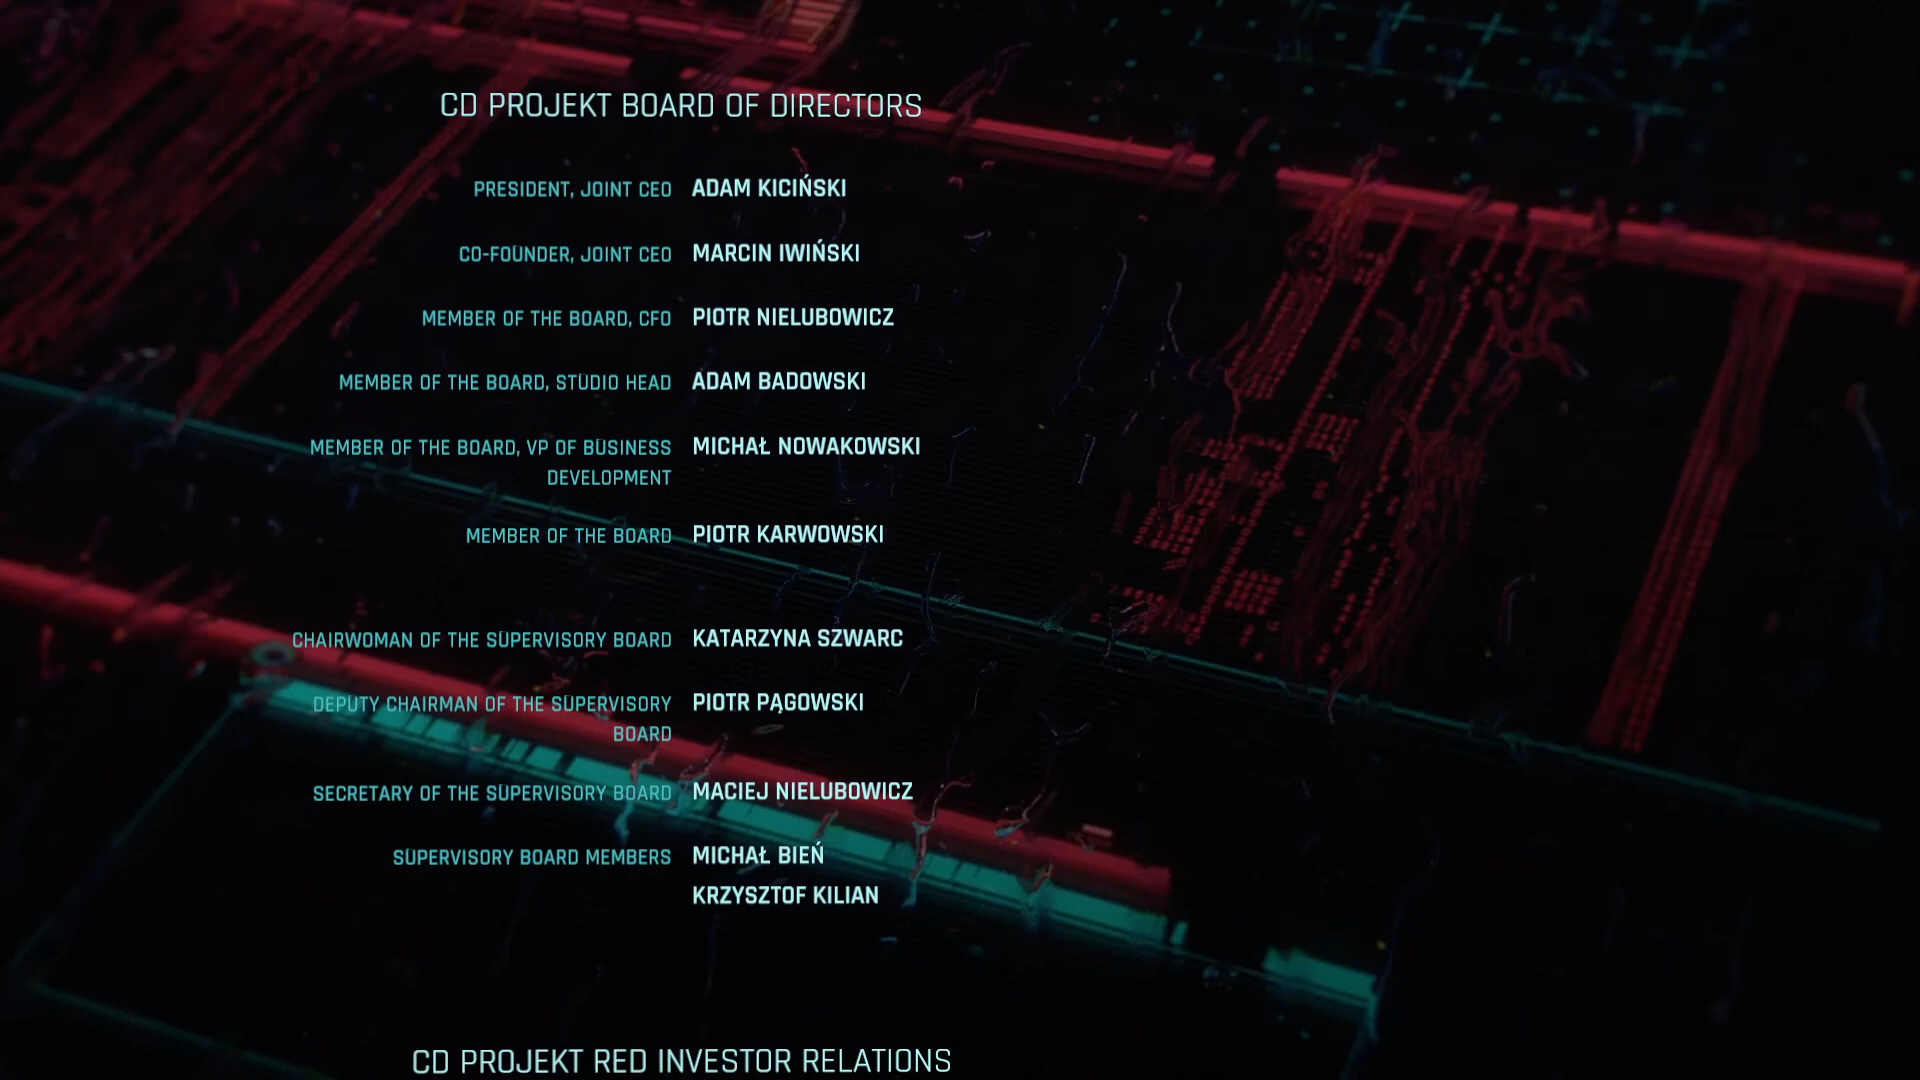 CD PROJEKT BOARD OF DIRECTORS
PRESIDENT, JOINT CEO ADAM KICIŃSKI
CO-FOUNDER, JOINT CEO MARCIN IWIŃSKI
MEMBER OF THE BOARD, CFO PIOTR NIELUBOWICZ
MEMBER OF THE BOARD, STUDIO HEAD ADAM BADOWSKI
MEMBER OF THE BOARD, VP OF BUSINESS MICHAŁ NOWAKOWSKI
DEVELOPMENT
MEMBER OF THE BOARD PIOTR KARWOWSKI
CHAIRWOMAN OF THE SUPERVISORY BOARD KATARZYNA SZWARC
DEPUTY CHAIRMAN OF THE SUPERVISORY PIOTR PĄGOWSKI
BOARD
SECRETARY OF THE SUPERVISORY BOARD MACIEJ NIELUBOWICZ
SUPERVISORY BOARD MEMBERS MICHAŁ BIEŃ
KRZYSZTOF KILIAN
CD PROJEKT RED INVESTOR RELATIONS